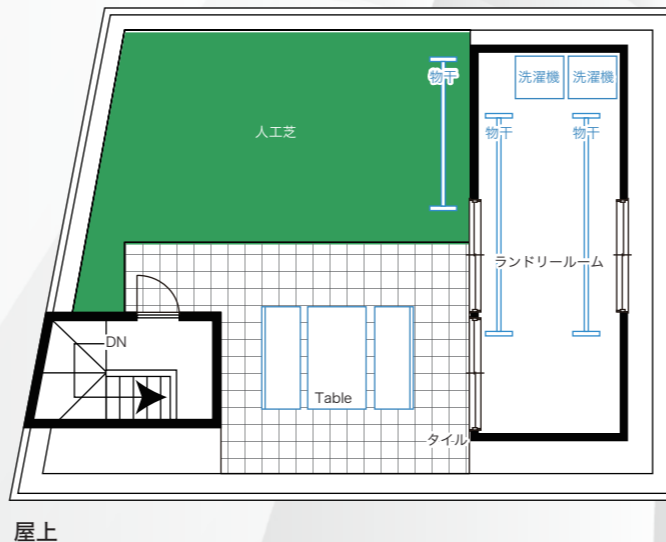 物干
洗濯機
洗濯機
人工芝
物干
物干
ランドリールーム
DN
Table
タイル
屋上